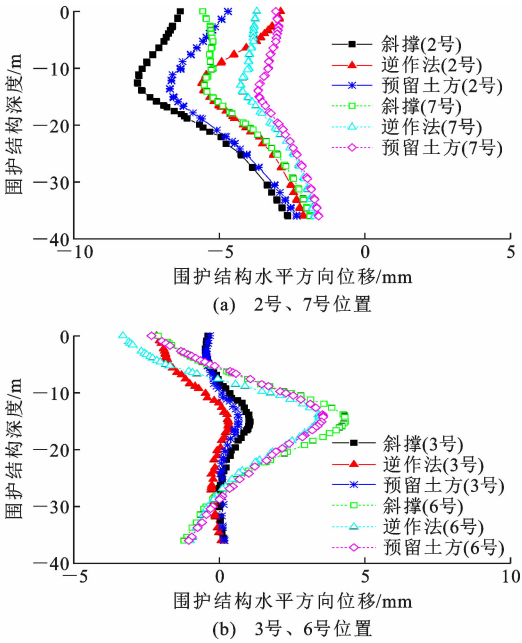 0
−10
−20
−30
−40
围护结构深度/m
斜撑(2号)
逆作法(2号)
预留土方(2号)
斜撑(7号)
逆作法(7号)
预留土方(7号)
−10
−5
0
5
围护结构水平方向位移/mm
(a) 2号、7号位置
0
−10
−20
−30
−40
围护结构深度/m
斜撑(3号)
逆作法(3号)
预留土方(3号)
斜撑(6号)
逆作法(6号)
预留土方(6号)
−5
0
5
10
围护结构水平方向位移/mm
(b) 3号、6号位置